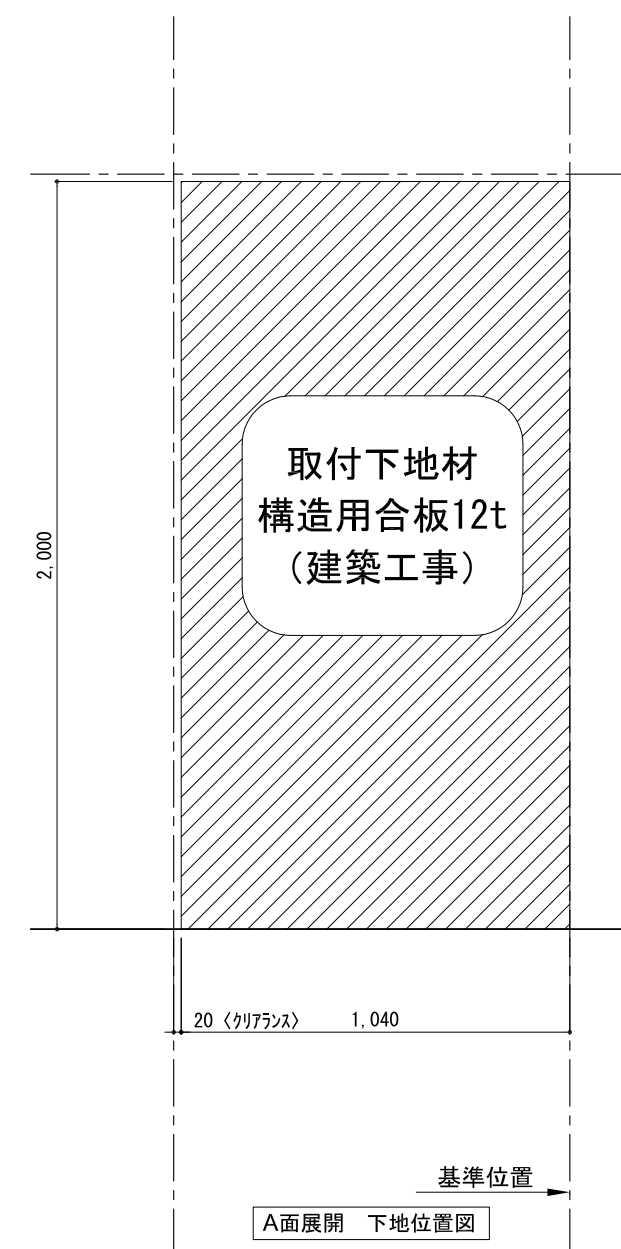 取付下地材
構造用合板12t
（建築工事）
2,000
20 〈ｸﾘｱﾗﾝｽ〉 1,040
基準位置
A面展開　下地位置図